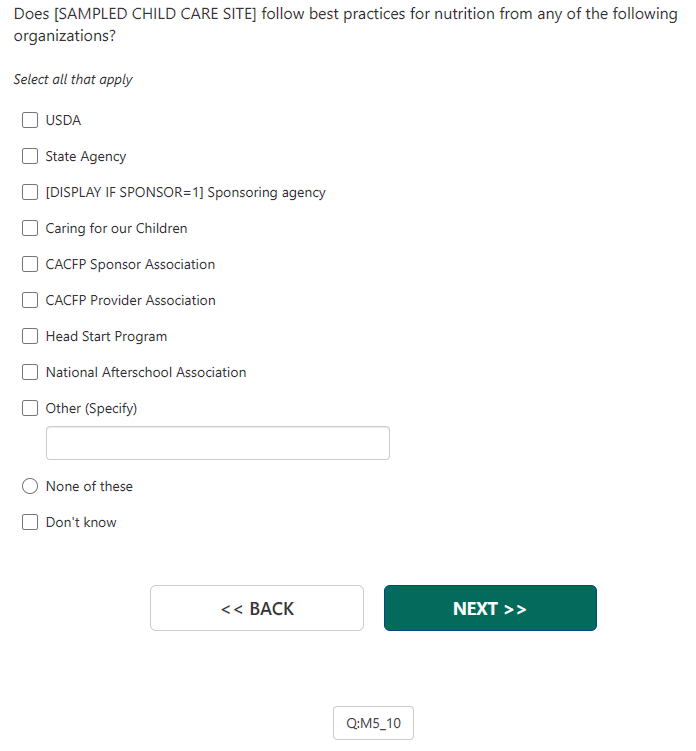 Does [SAMPLED CHILD CARE SITE] follow best practices for nutrition from any of the following
organizations?
Select all that apply
USDA
State Agency
[DISPLAY IF SPONSOR=1] Sponsoring agency
Caring for our Children
CACFP Sponsor Association
CACFP Provider Association
Head Start Program
National Afterschool Association
Other (Specify)
None of these
Don't know
<< BACK
NEXT >>
Q:M5_10